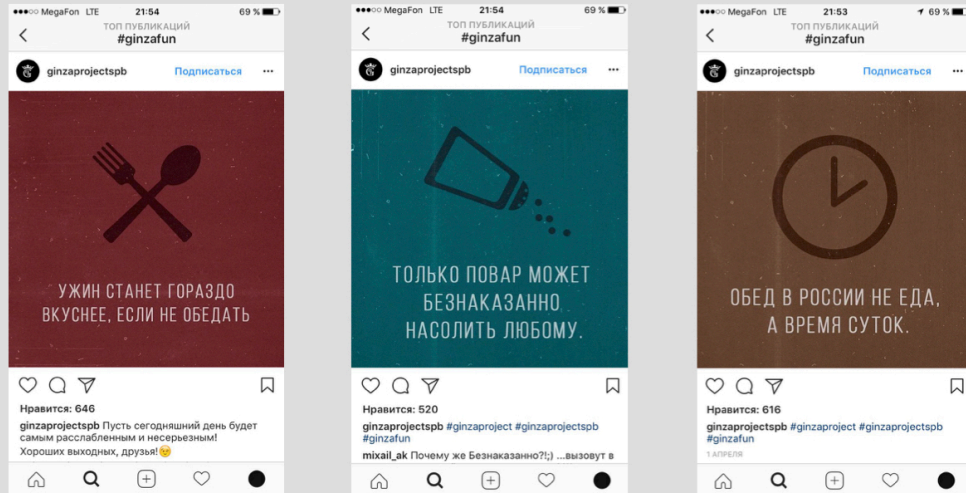 MegaFon LTE 21:54 69 %
ТОП ПУБЛИКАЦИЙ
#ginzafun
ginzaprojectspb Подписаться ...
УЖИН СТАНЕТ ГОРАЗДО
ВКУСНЕЕ, ЕСЛИ НЕ ОБЕДАТЬ
Нравится: 646
ginzaprojectspb Пусть сегодняшний день будет
самым расслабленным и несерьезным!
Хороших выходных, друзья!😉
MegaFon LTE 21:54 69 %
ТОП ПУБЛИКАЦИЙ
#ginzafun
ginzaprojectspb Подписаться ...
ТОЛЬКО ПОВАР МОЖЕТ
БЕЗНАКАЗАННО
НАСОЛИТЬ ЛЮБОМУ.
Нравится: 520
ginzaprojectspb #ginzaproject #ginzaprojectspb
#ginzafun
mixail_ak Почему же Безнаказанно?!;) ...вызовут в
MegaFon LTE 21:53 69 %
ТОП ПУБЛИКАЦИЙ
#ginzafun
ginzaprojectspb Подписаться ...
ОБЕД В РОССИИ НЕ ЕДА,
А ВРЕМЯ СУТОК.
Нравится: 616
ginzaprojectspb #ginzaproject #ginzaprojectspb
#ginzafun
1 АПРЕЛЯ